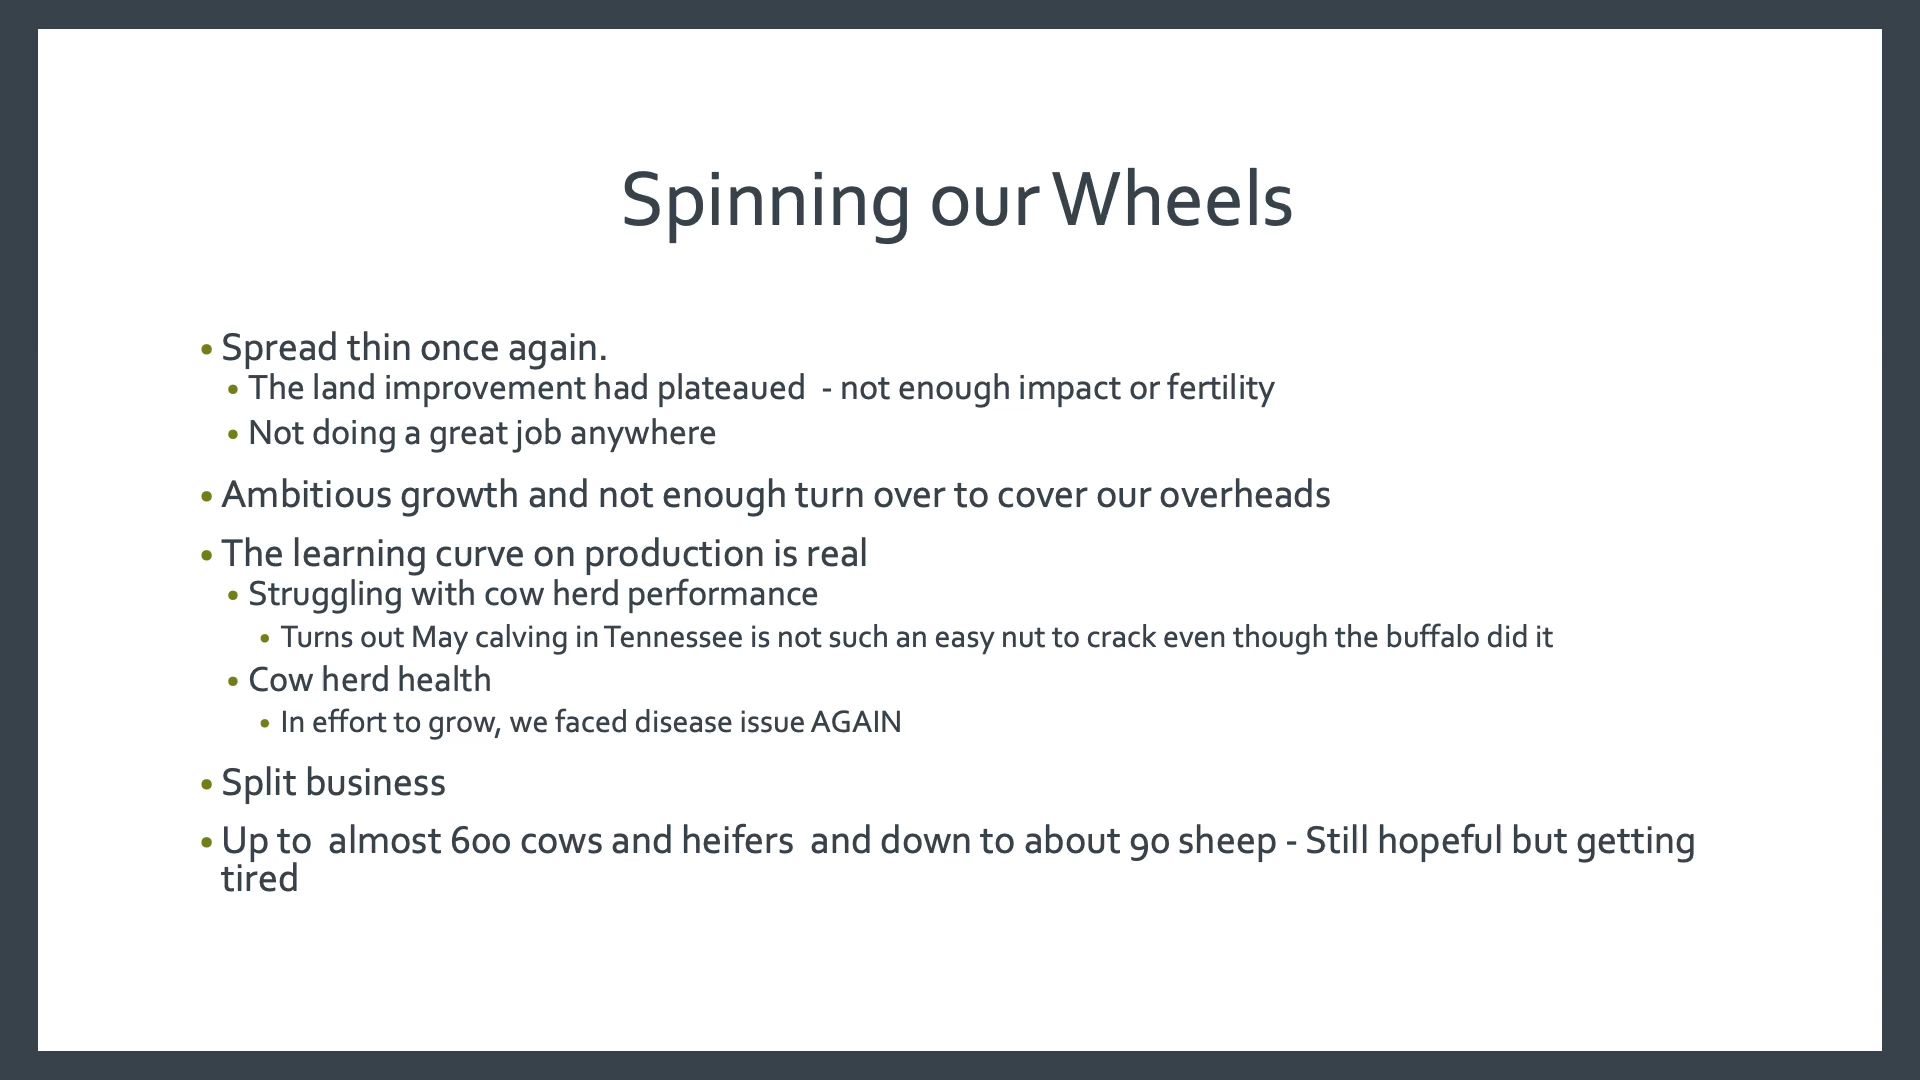 Spinning our Wheels
• Spread thin once again.
• The land improvement had plateaued  - not enough impact or fertility
• Not doing a great job anywhere
• Ambitious growth and not enough turn over to cover our overheads
• The learning curve on production is real
• Struggling with cow herd performance
• Turns out May calving in Tennessee is not such an easy nut to crack even though the buffalo did it
• Cow herd health
• In effort to grow, we faced disease issue AGAIN
• Split business
• Up to  almost 600 cows and heifers  and down to about 90 sheep - Still hopeful but getting
tired